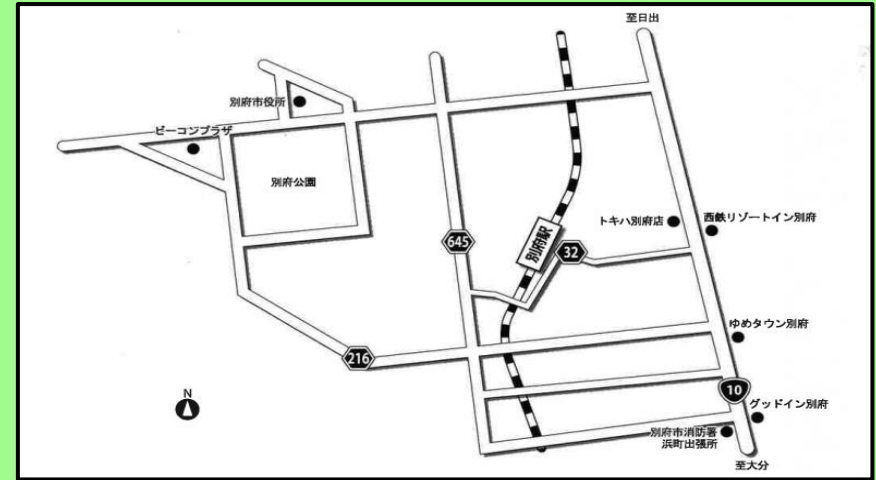 至日出
別府市役所
ビーコンプラザ
別府公園
トキハ別府店
西鉄リゾートイン別府
645
別府駅
32
ゆめタウン別府
216
10
N
グッドイン別府
別府市消防署
浜町出張所
至大分